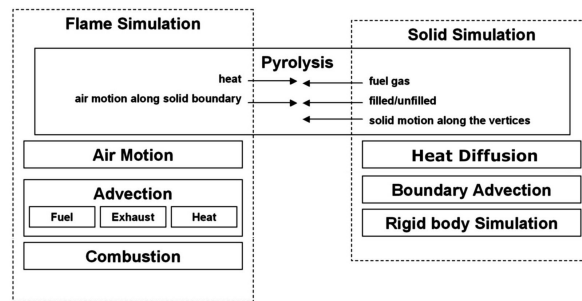 Flame Simulation
Solid Simulation
Pyrolysis
heat
fuel gas
air motion along solid boundary
filled/unfilled
solid motion along the vertices
Air Motion
Heat Diffusion
Advection
Boundary Advection
Fuel
Exhaust
Heat
Rigid body Simulation
Combustion